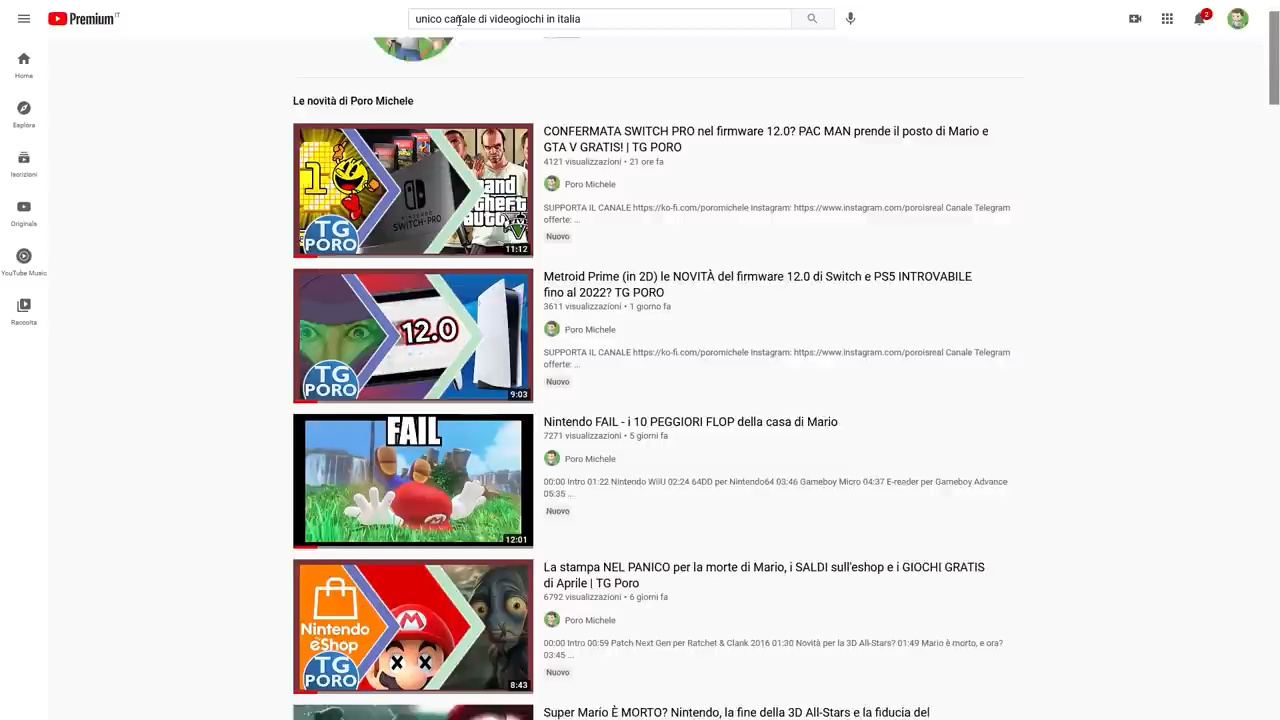 Premium IT
unico canale di videogiochi in italia
2
Home
Esplora
Iscrizioni
Originals
YouTube Music
Raccolta
Le novità di Poro Michele
1
SWITCH-PRO
grand
theft
auto
V
TG
PORO
11:12
CONFERMATA SWITCH PRO nel firmware 12.0? PAC MAN prende il posto di Mario e
GTA V GRATIS! | TG PORO
4121 visualizzazioni • 21 ore fa
Poro Michele
SUPPORTA IL CANALE https://ko-fi.com/poromichele Instagram: https://www.instagram.com/poroisreal Canale Telegram
offerte: ...
Nuovo
12.0
TG
PORO
9:03
Metroid Prime (in 2D) le NOVITÀ del firmware 12.0 di Switch e PS5 INTROVABILE
fino al 2022? TG PORO
3611 visualizzazioni • 1 giorno fa
Poro Michele
SUPPORTA IL CANALE https://ko-fi.com/poromichele Instagram: https://www.instagram.com/poroisreal Canale Telegram
offerte: ...
Nuovo
FAIL
12:01
Nintendo FAIL - i 10 PEGGIORI FLOP della casa di Mario
7271 visualizzazioni • 5 giorni fa
Poro Michele
00:00 Intro 01:22 Nintendo WiiU 02:24 64DD per Nintendo64 03:46 Gameboy Micro 04:37 E-reader per Gameboy Advance
05:35 ...
Nuovo
Nintendo
eShop
M
TG
PORO
8:43
La stampa NEL PANICO per la morte di Mario, i SALDI sull'eshop e i GIOCHI GRATIS
di Aprile | TG Poro
6792 visualizzazioni • 6 giorni fa
Poro Michele
00:00 Intro 00:59 Patch Next Gen per Ratchet & Clank 2016 01:30 Novità per la 3D All-Stars? 01:49 Mario è morto, e ora?
03:45 ...
Nuovo
Super Mario È MORTO? Nintendo, la fine della 3D All-Stars e la fiducia del